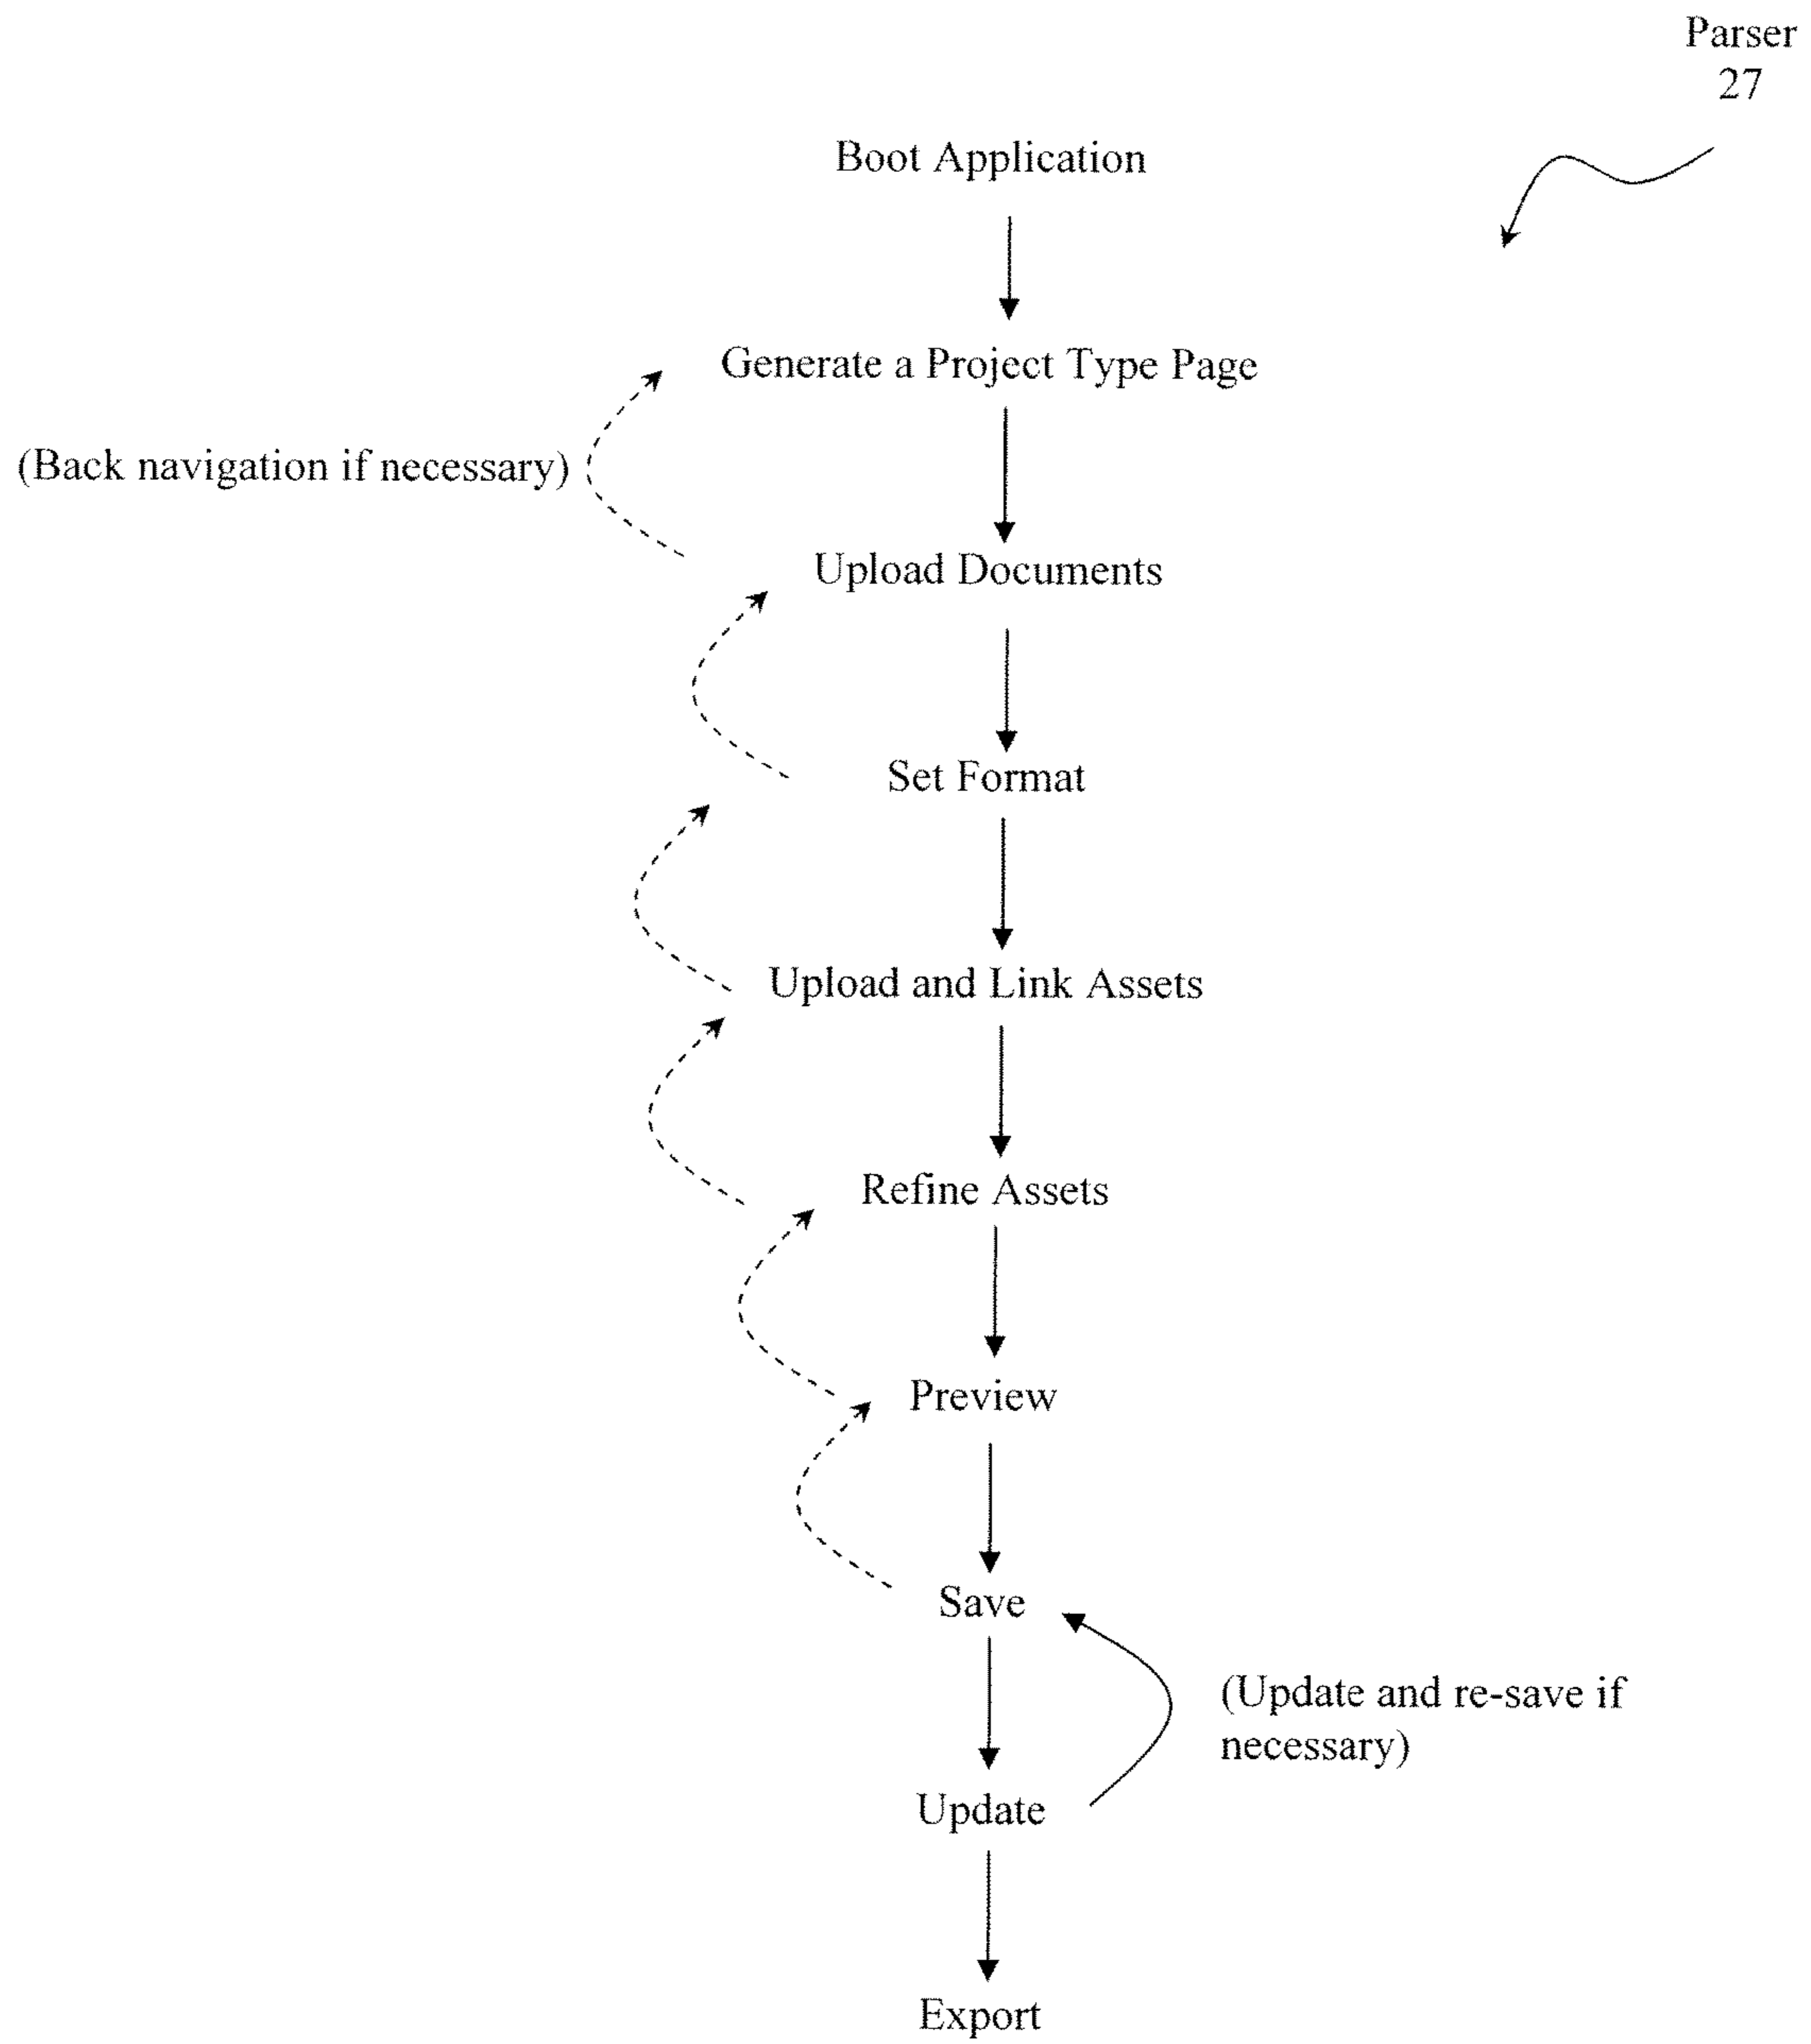 Parser
27
Boot Application
Generate a Project Type Page
(Back navigation if necessary)
Upload Documents
Set Format
Upload and Link Assets
Refine Assets
Preview
Save
(Update and re-save if
necessary)
Update
Export